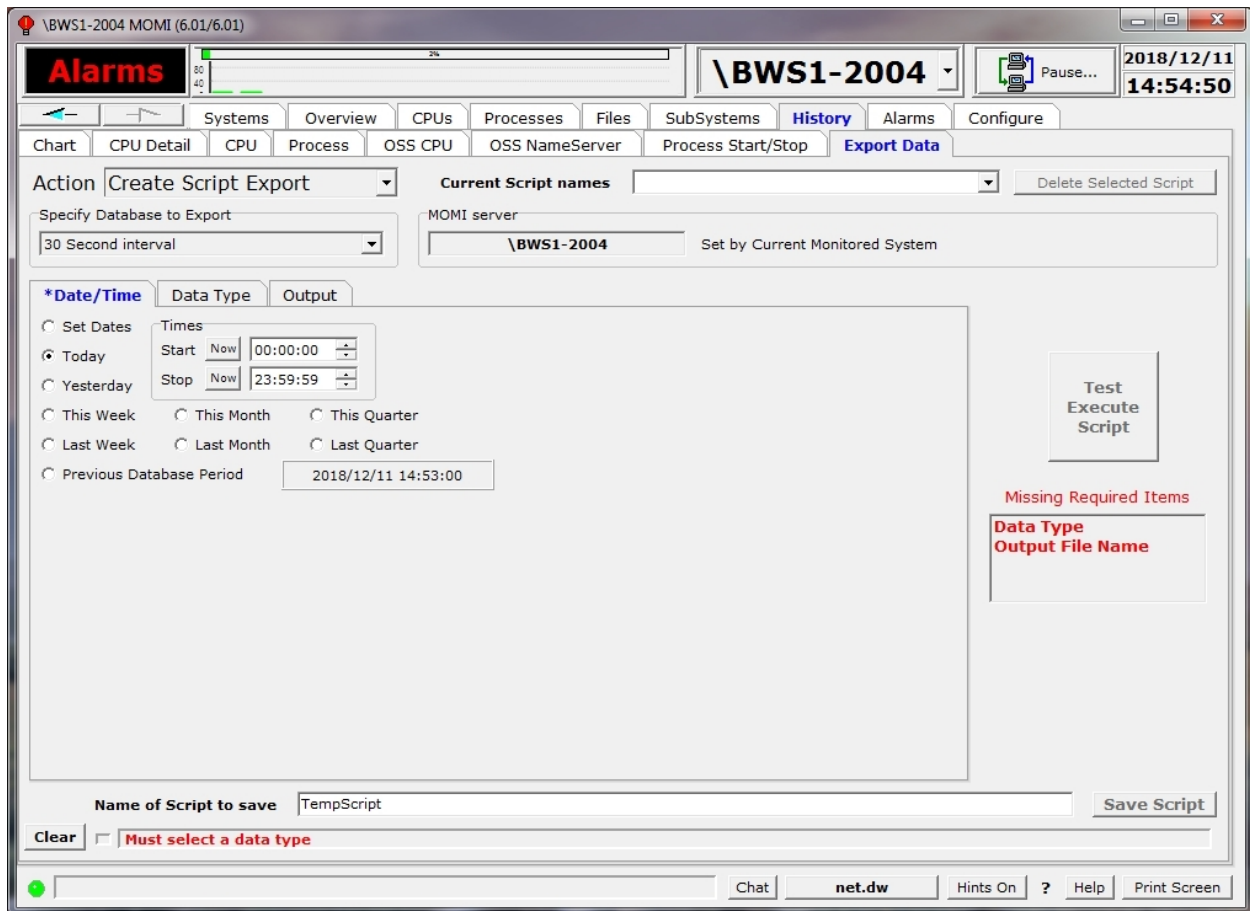 \BWS1-2004 MOMI (6.01/6.01)
Alarms
80
40
2%
\BWS1-2004
Pause...
2018/12/11
14:54:50
Systems Overview CPUs Processes Files SubSystems History Alarms Configure
Chart CPU Detail CPU Process OSS CPU OSS NameServer Process Start/Stop Export Data
Action Create Script Export Current Script names Delete Selected Script
Specify Database to Export MOMI server
30 Second interval \BWS1-2004 Set by Current Monitored System
*Date/Time Data Type Output
Set Dates Times
Today Start Now 00:00:00
Yesterday Stop Now 23:59:59
This Week This Month This Quarter
Last Week Last Month Last Quarter
Previous Database Period 2018/12/11 14:53:00
Test
Execute
Script
Missing Required Items
Data Type
Output File Name
Name of Script to save TempScript Save Script
Clear Must select a data type
Chat net.dw Hints On ? Help Print Screen